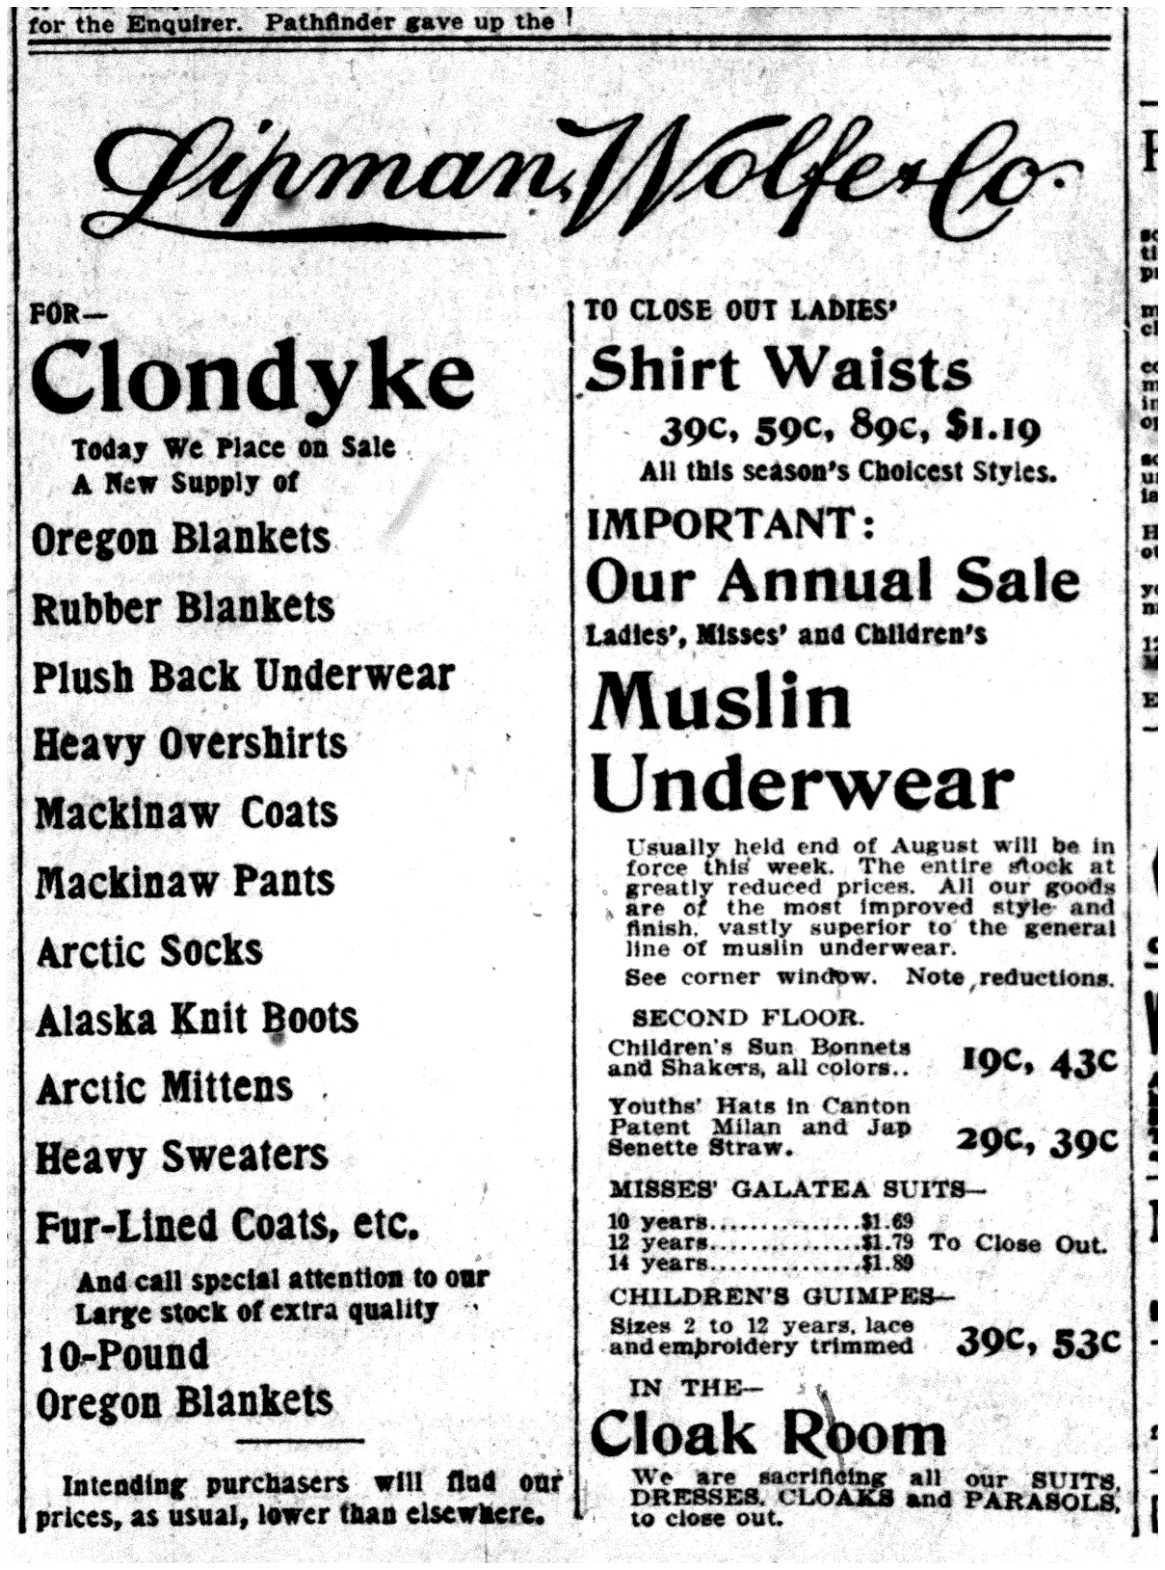 for the Enquirer. Pathfinder gave up the
Lipman, Wolfe & Co.
FOR—
Clondyke
Today We Place on Sale
A New Supply of
Oregon Blankets
Rubber Blankets
Plush Back Underwear
Heavy Overshirts
Mackinaw Coats
Mackinaw Pants
Arctic Socks
Alaska Knit Boots
Arctic Mittens
Heavy Sweaters
Fur-Lined Coats, etc.
And call special attention to our
Large stock of extra quality
10-Pound
Oregon Blankets
Intending purchasers will find our
prices, as usual, lower than elsewhere.
TO CLOSE OUT LADIES'
Shirt Waists
39c, 59c, 89c, $1.19
All this season's Choicest Styles.
IMPORTANT:
Our Annual Sale
Ladies', Misses' and Children's
Muslin
Underwear
Usually held end of August will be in
force this week. The entire stock at
greatly reduced prices. All our goods
are of the most improved style and
finish, vastly superior to the general
line of muslin underwear.
See corner window. Note reductions.
SECOND FLOOR.
Children's Sun Bonnets
and Shakers, all colors.. 19c, 43c
Youths' Hats in Canton
Patent Milan and Jap
Senette Straw. 29c, 39c
MISSES' GALATEA SUITS—
10 years...............$1.69
12 years...............$1.79 To Close Out.
14 years...............$1.89
CHILDREN'S GUIMPES—
Sizes 2 to 12 years, lace
and embroidery trimmed 39c, 53c
IN THE—
Cloak Room
We are sacrificing all our SUITS,
DRESSES, CLOAKS and PARASOLS,
to close out.